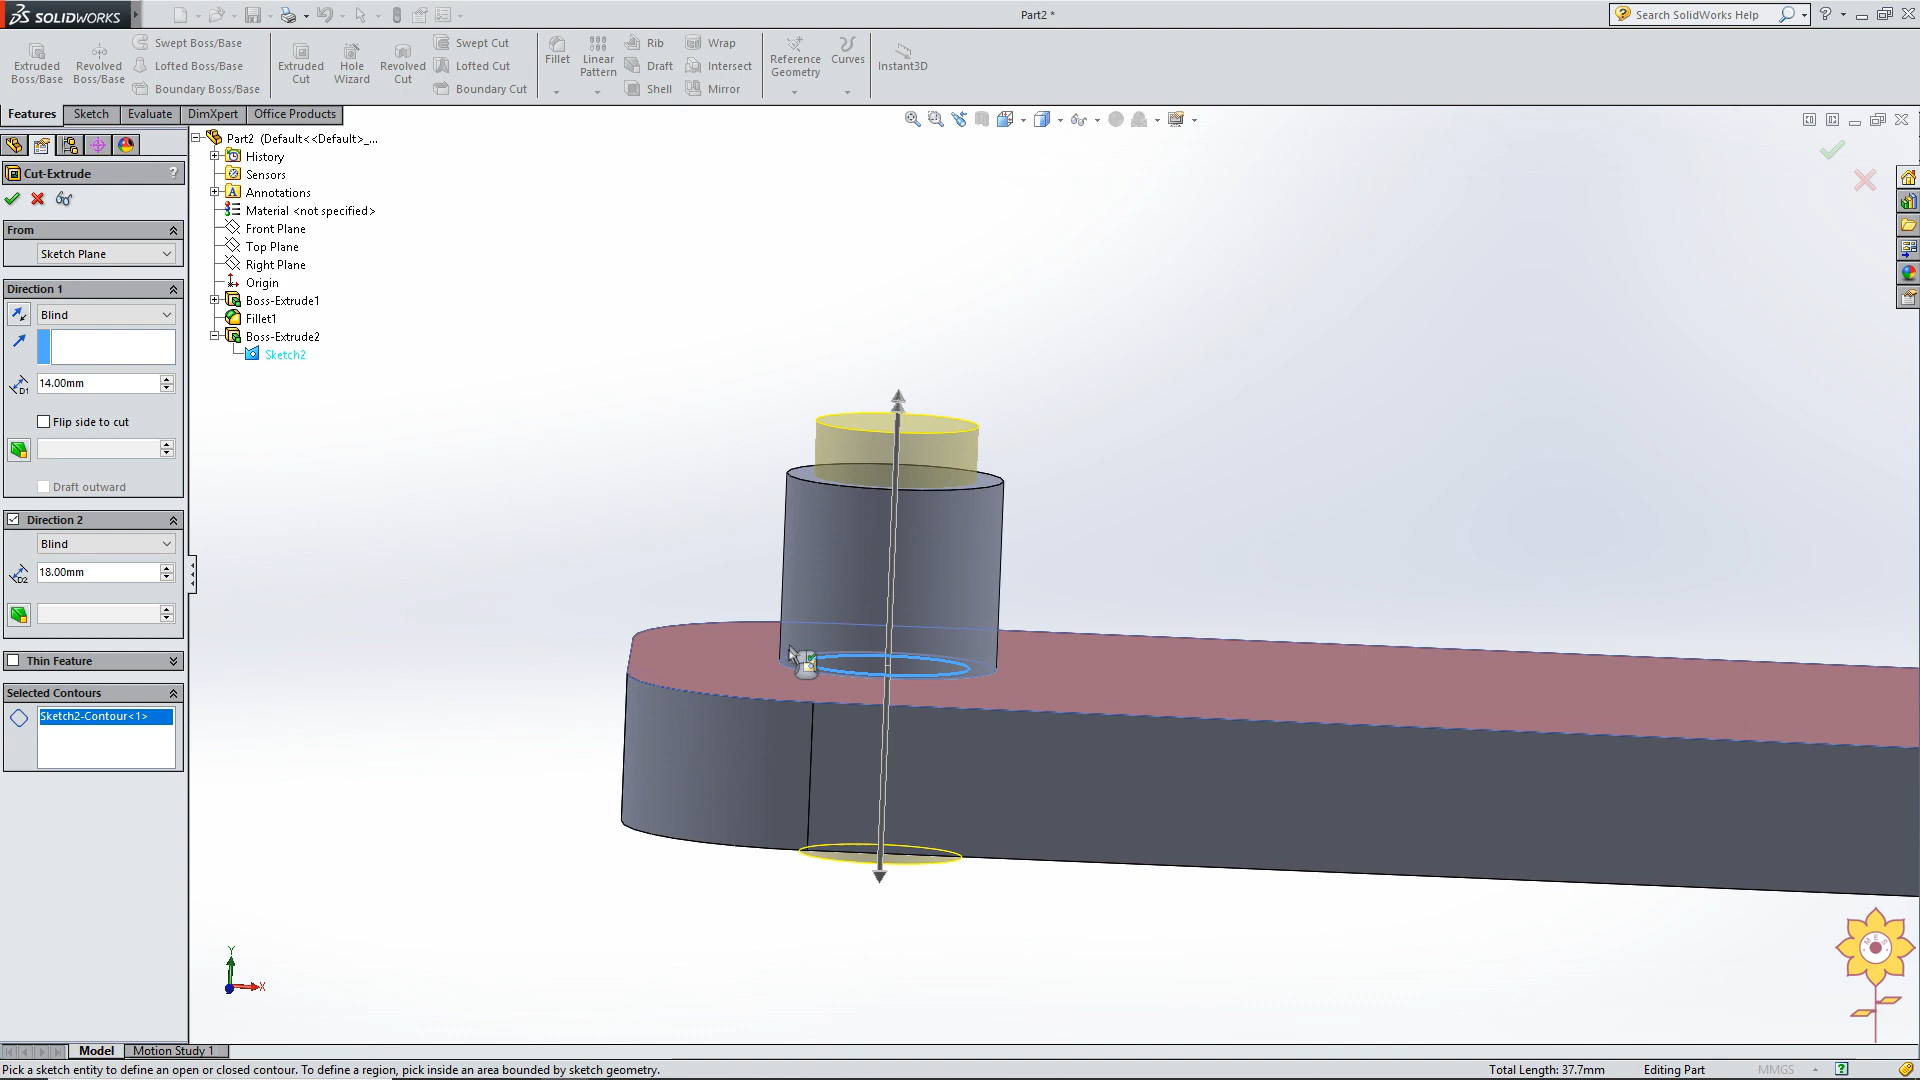 SOLIDWORKS
Part2 *
Search SolidWorks Help
Extruded Boss/Base
Revolved Boss/Base
Swept Boss/Base
Lofted Boss/Base
Boundary Boss/Base
Extruded Cut
Hole Wizard
Revolved Cut
Swept Cut
Lofted Cut
Boundary Cut
Fillet
Linear Pattern
Rib
Draft
Shell
Wrap
Intersect
Mirror
Reference Geometry
Curves
Instant3D
Features
Sketch
Evaluate
DimXpert
Office Products
Cut-Extrude
?
From
Sketch Plane
Direction 1
Blind
D1
14.00mm
Flip side to cut
Draft outward
Direction 2
Blind
D2
18.00mm
Thin Feature
Selected Contours
Sketch2-Contour<1>
Part2 (Default<<Default>_...
History
Sensors
Annotations
Material <not specified>
Front Plane
Top Plane
Right Plane
Origin
Boss-Extrude1
Fillet1
Boss-Extrude2
Sketch2
Y
X
MES
Model
Motion Study 1
Pick a sketch entity to define an open or closed contour. To define a region, pick inside an area bounded by sketch geometry.
Total Length: 37.7mm
Editing Part
MMGS